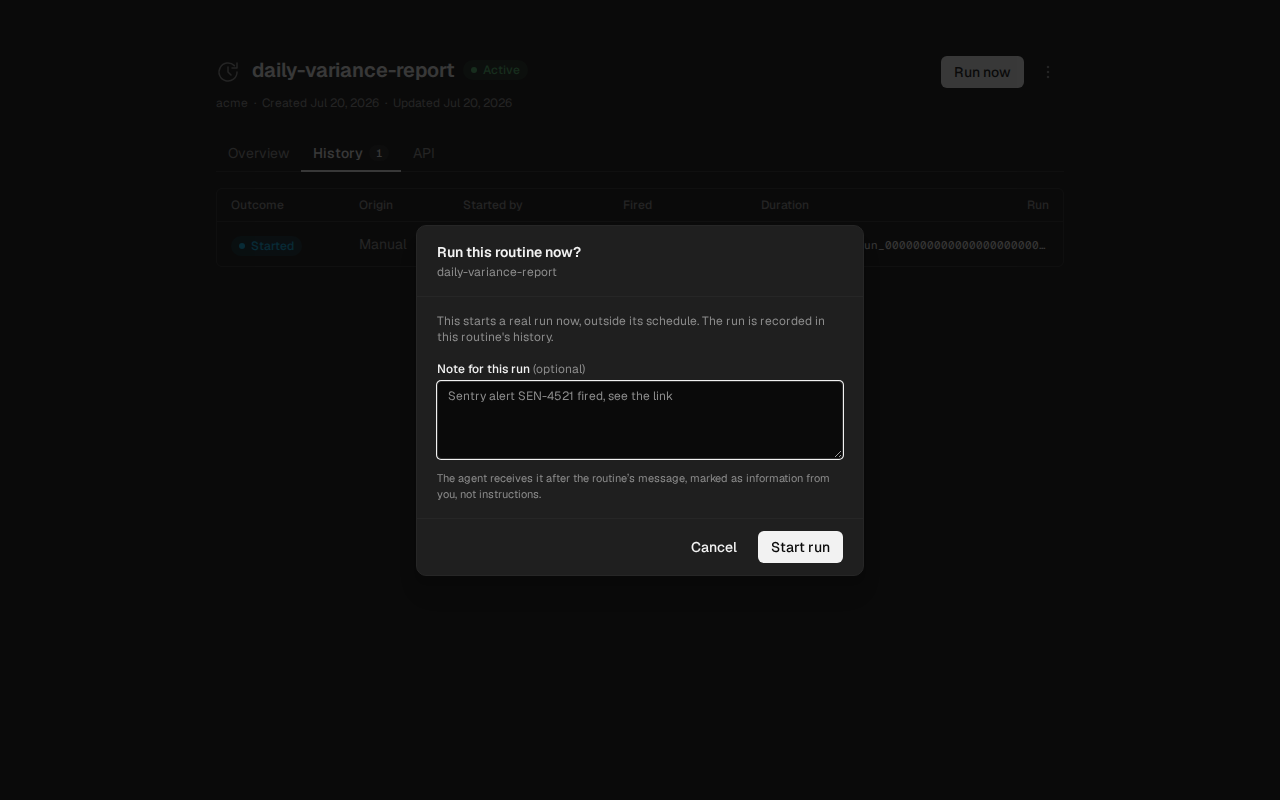 daily-variance-report
Active
Run now
acme · Created Jul 20, 2026 · Updated Jul 20, 2026
Overview
History 1
API
Outcome Origin Started by Fired Duration Run
Started Manual un_0000000000000000000000…
Run this routine now?
daily-variance-report
This starts a real run now, outside its schedule. The run is recorded in
this routine's history.
Note for this run (optional)
Sentry alert SEN-4521 fired, see the link
The agent receives it after the routine's message, marked as information from
you, not instructions.
Cancel
Start run